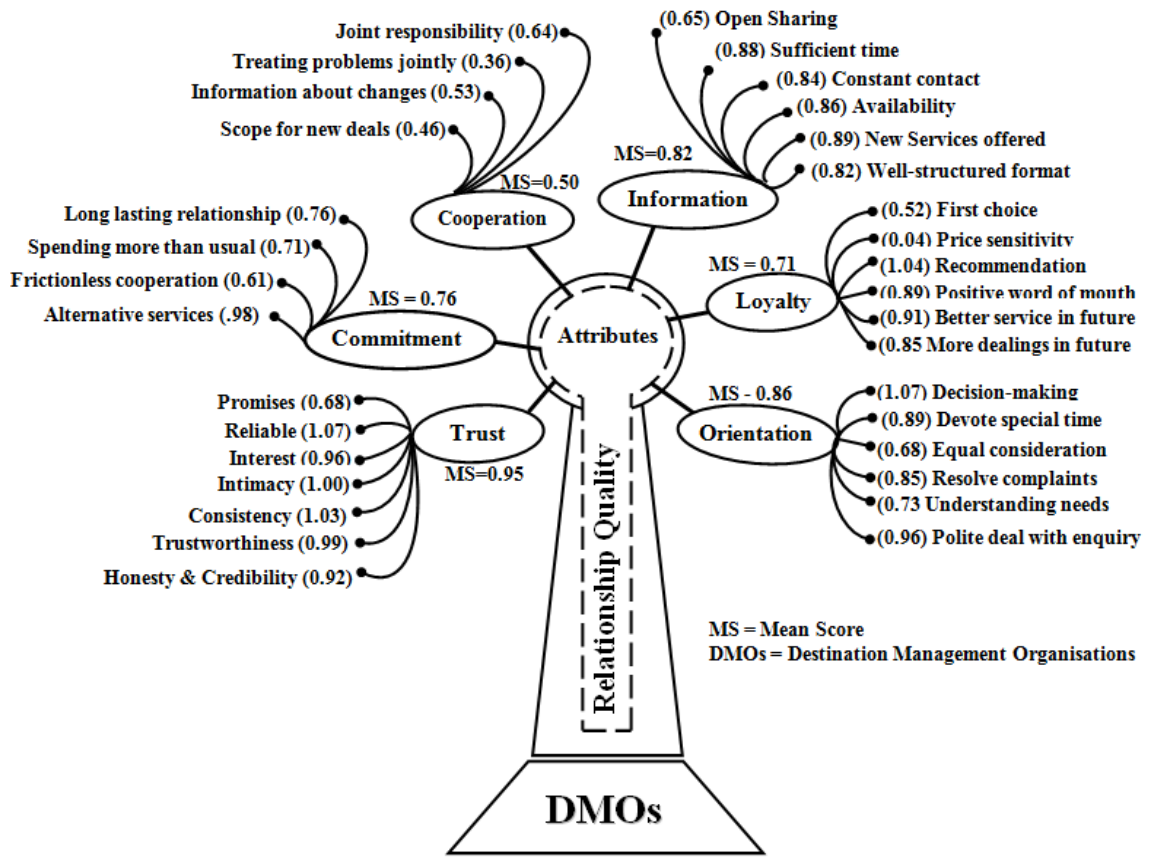 Joint responsibility (0.64)
Treating problems jointly (0.36)
Information about changes (0.53)
Scope for new deals (0.46)
MS=0.50
Cooperation
(0.65) Open Sharing
(0.88) Sufficient time
(0.84) Constant contact
(0.86) Availability
(0.89) New Services offered
(0.82) Well-structured format
MS=0.82
Information
Long lasting relationship (0.76)
Spending more than usual (0.71)
Frictionless cooperation (0.61)
Alternative services (.98)
MS = 0.76
Commitment
(0.52) First choice
(0.04) Price sensitivity
(1.04) Recommendation
(0.89) Positive word of mouth
(0.91) Better service in future
(0.85 More dealings in future
MS = 0.71
Loyalty
Attributes
Promises (0.68)
Reliable (1.07)
Interest (0.96)
Intimacy (1.00)
Consistency (1.03)
Trustworthiness (0.99)
Honesty & Credibility (0.92)
Trust
MS=0.95
MS - 0.86
Orientation
(1.07) Decision-making
(0.89) Devote special time
(0.68) Equal consideration
(0.85) Resolve complaints
(0.73 Understanding needs
(0.96) Polite deal with enquiry
Relationship Quality
MS = Mean Score
DMOs = Destination Management Organisations
DMOs